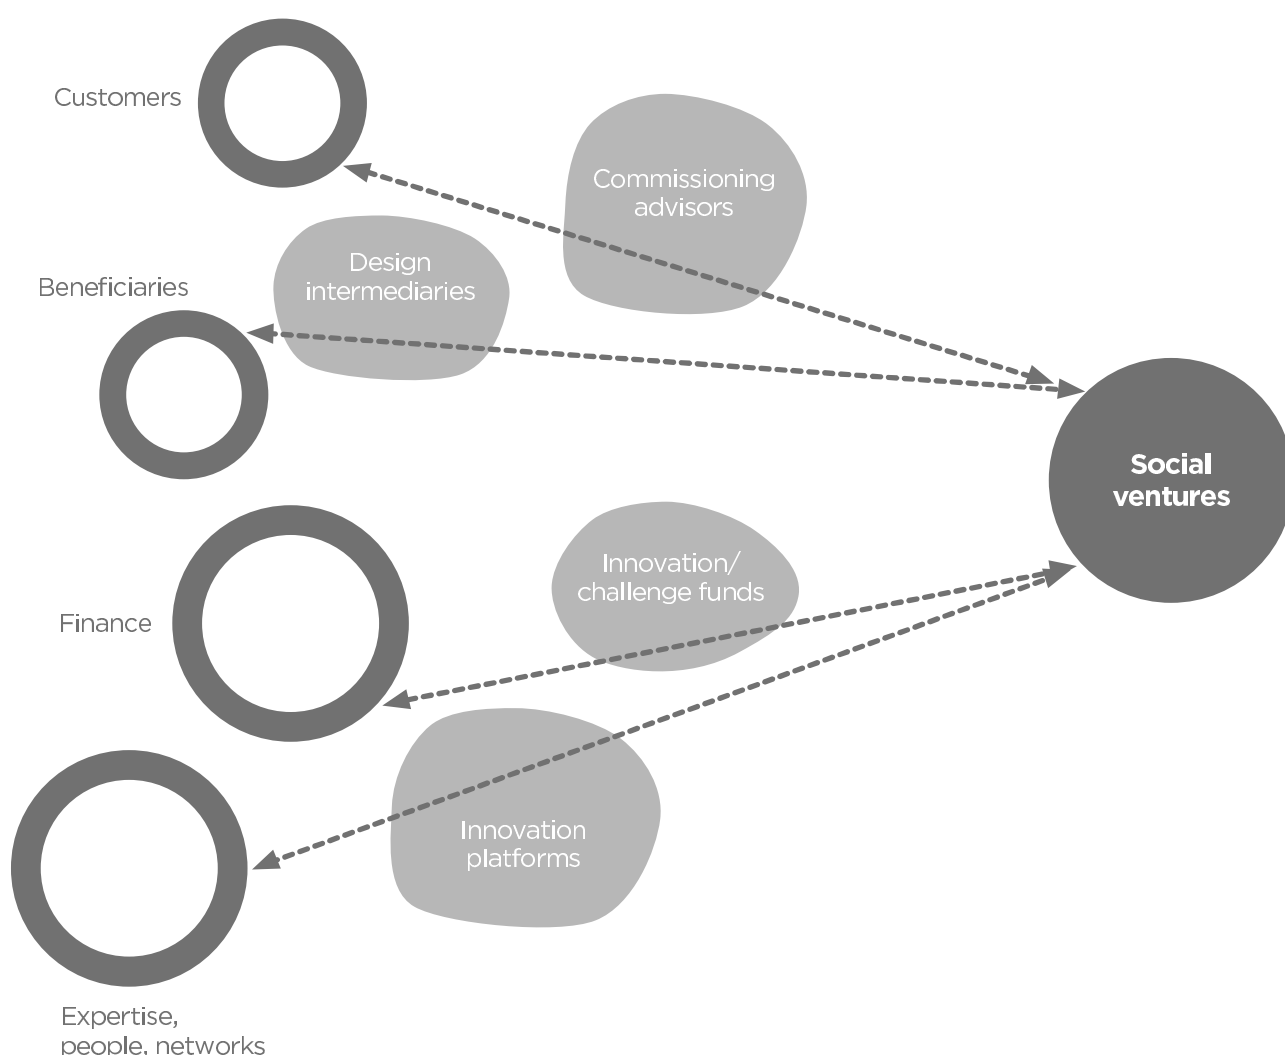 Customers
Commissioning
advisors
Design
intermediaries
Beneficiaries
Social
ventures
Innovation/
challenge funds
Finance
Innovation
platforms
Expertise,
people, networks